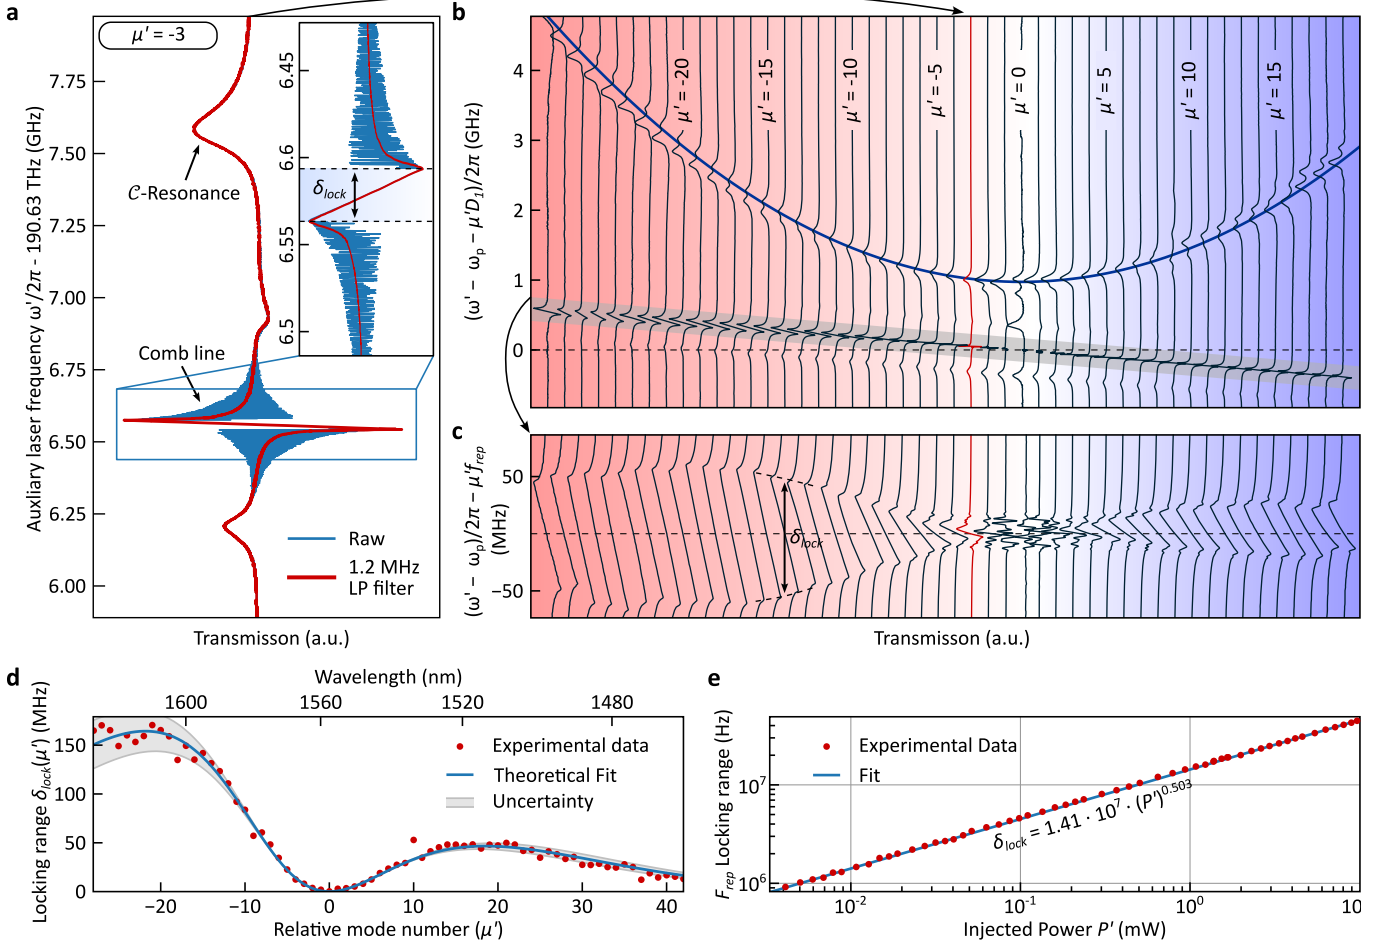 a
μ' = -3
Auxliary laser frequency ω'/2π - 190.63 THz (GHz)
7.75
7.50
7.25
7.00
6.75
6.50
6.25
6.00
C-Resonance
Comb line
Raw
1.2 MHz
LP filter
Transmisson (a.u.)
6.45
6.6
6.55
6.5
δlock
b
(ω' - ωp - μ'D1)/2π (GHz)
4
3
2
1
0
μ' = -20
μ' = -15
μ' = -10
μ' = -5
μ' = 0
μ' = 5
μ' = 10
μ' = 15
c
(ω' - ωp)/2π - μ'frep
(MHz)
50
0
−50
δlock
Transmisson (a.u.)
d
Wavelength (nm)
1600
1560
1520
1480
Locking range δlock(μ') (MHz)
150
100
50
0
Experimental data
Theoretical Fit
Uncertainty
−20
−10
0
10
20
30
40
Relative mode number (μ')
e
Frep Locking range (Hz)
10^7
10^6
Experimental Data
Fit
δlock = 1.41 · 10^7 · (P')^0.503
10^-2
10^-1
10^0
10
Injected Power P' (mW)